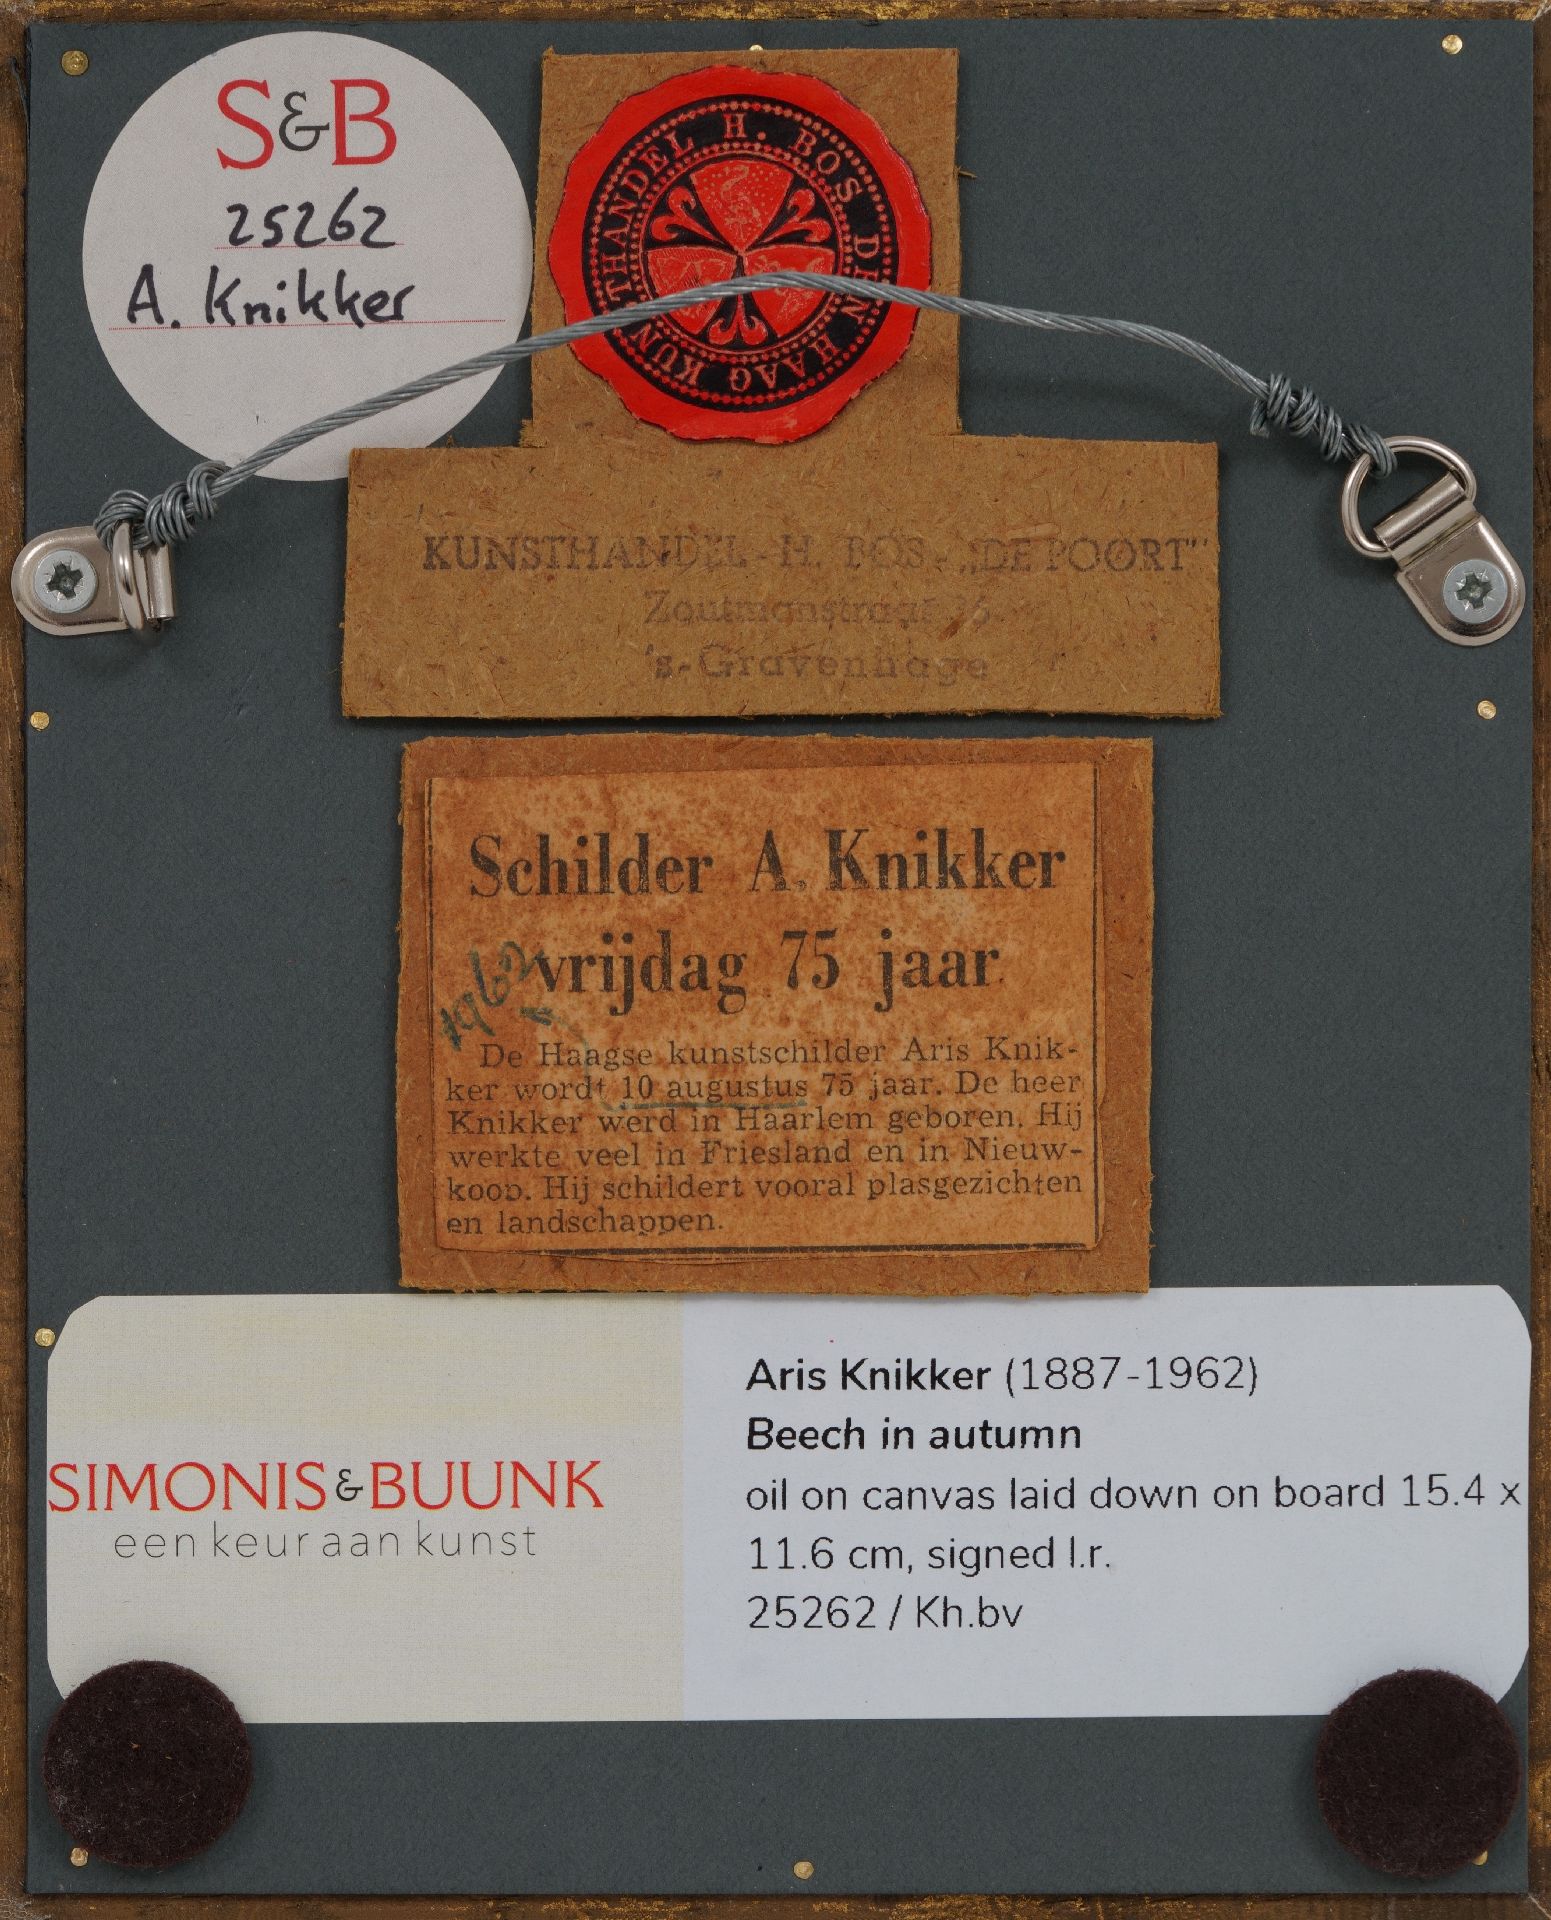 S&B
25262
A. Knikker
KUNSTHANDEL H. BOS DEN HAAG
KUNSTHANDEL - H. BOS - „DE POORT"
's-Gravenhage
Schilder A. Knikker
vrijdag 75 jaar
1962
De Haagse kunstschilder Aris Knik-
ker wordt 10 augustus 75 jaar. De heer
Knikker werd in Haarlem geboren. Hij
werkte veel in Friesland en in Nieuw-
koop. Hij schildert vooral plasgezichten
en landschappen.
SIMONIS&BUUNK
een keur aan kunst
Aris Knikker (1887-1962)
Beech in autumn
oil on canvas laid down on board 15.4 x
11.6 cm, signed l.r.
25262 / Kh.bv